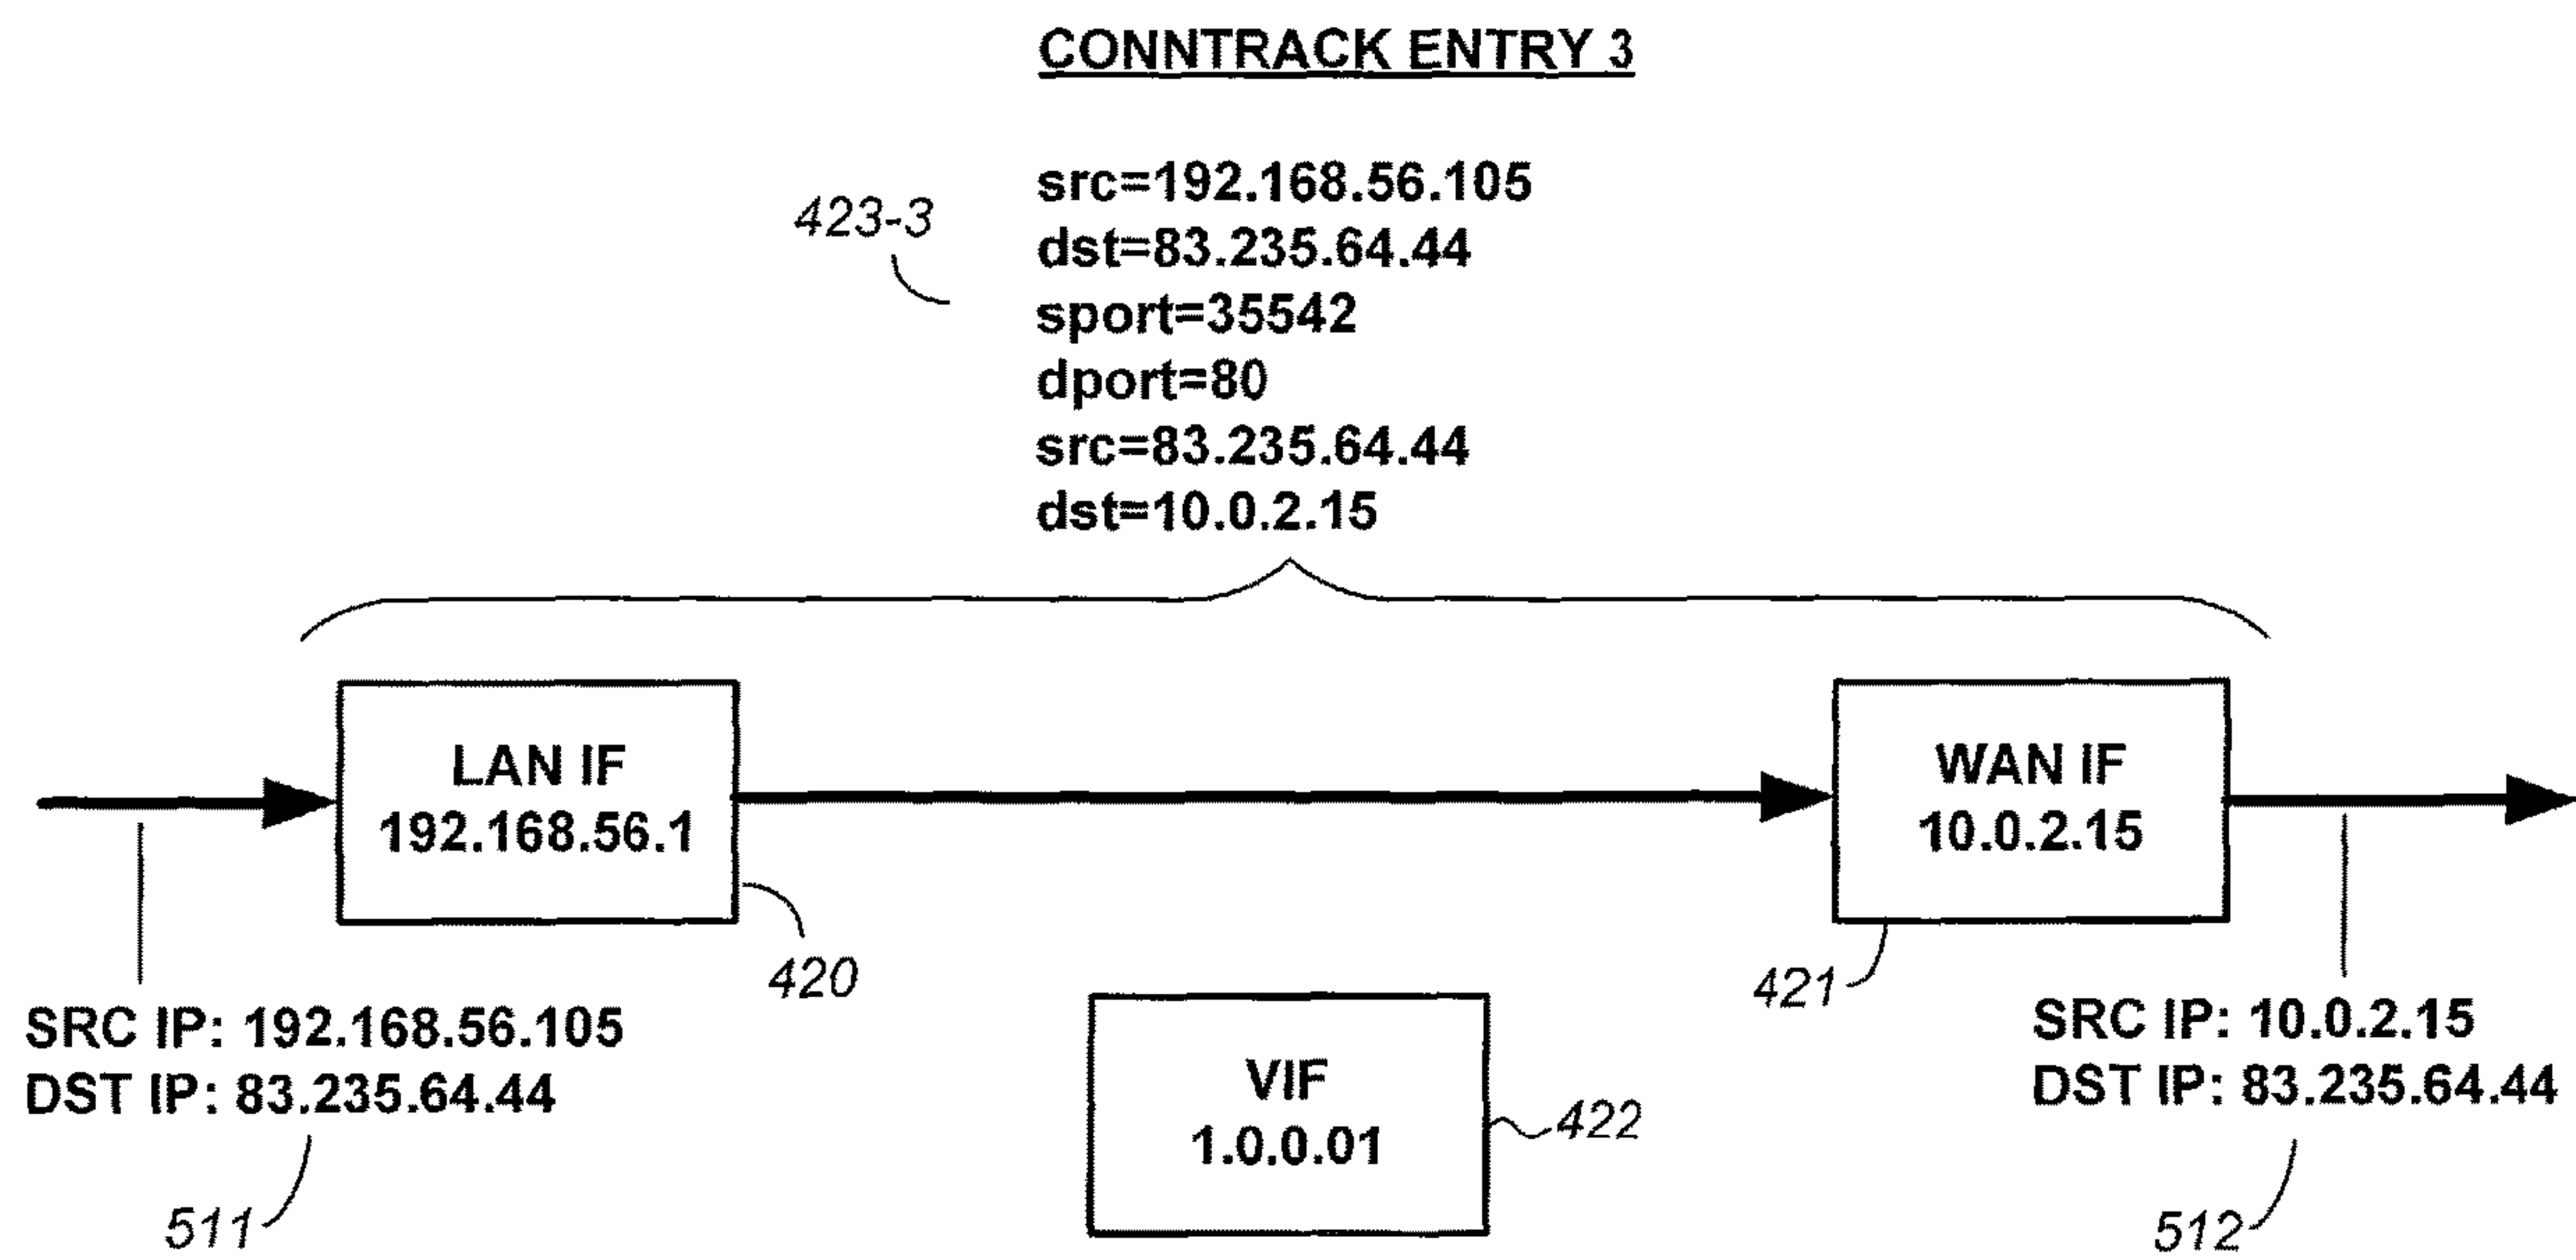 CONNTRACK ENTRY 3
423-3
src=192.168.56.105
dst=83.235.64.44
sport=35542
dport=80
src=83.235.64.44
dst=10.0.2.15
LAN IF
192.168.56.1
420
WAN IF
10.0.2.15
421
SRC IP: 192.168.56.105
DST IP: 83.235.64.44
511
VIF
1.0.0.01
422
SRC IP: 10.0.2.15
DST IP: 83.235.64.44
512